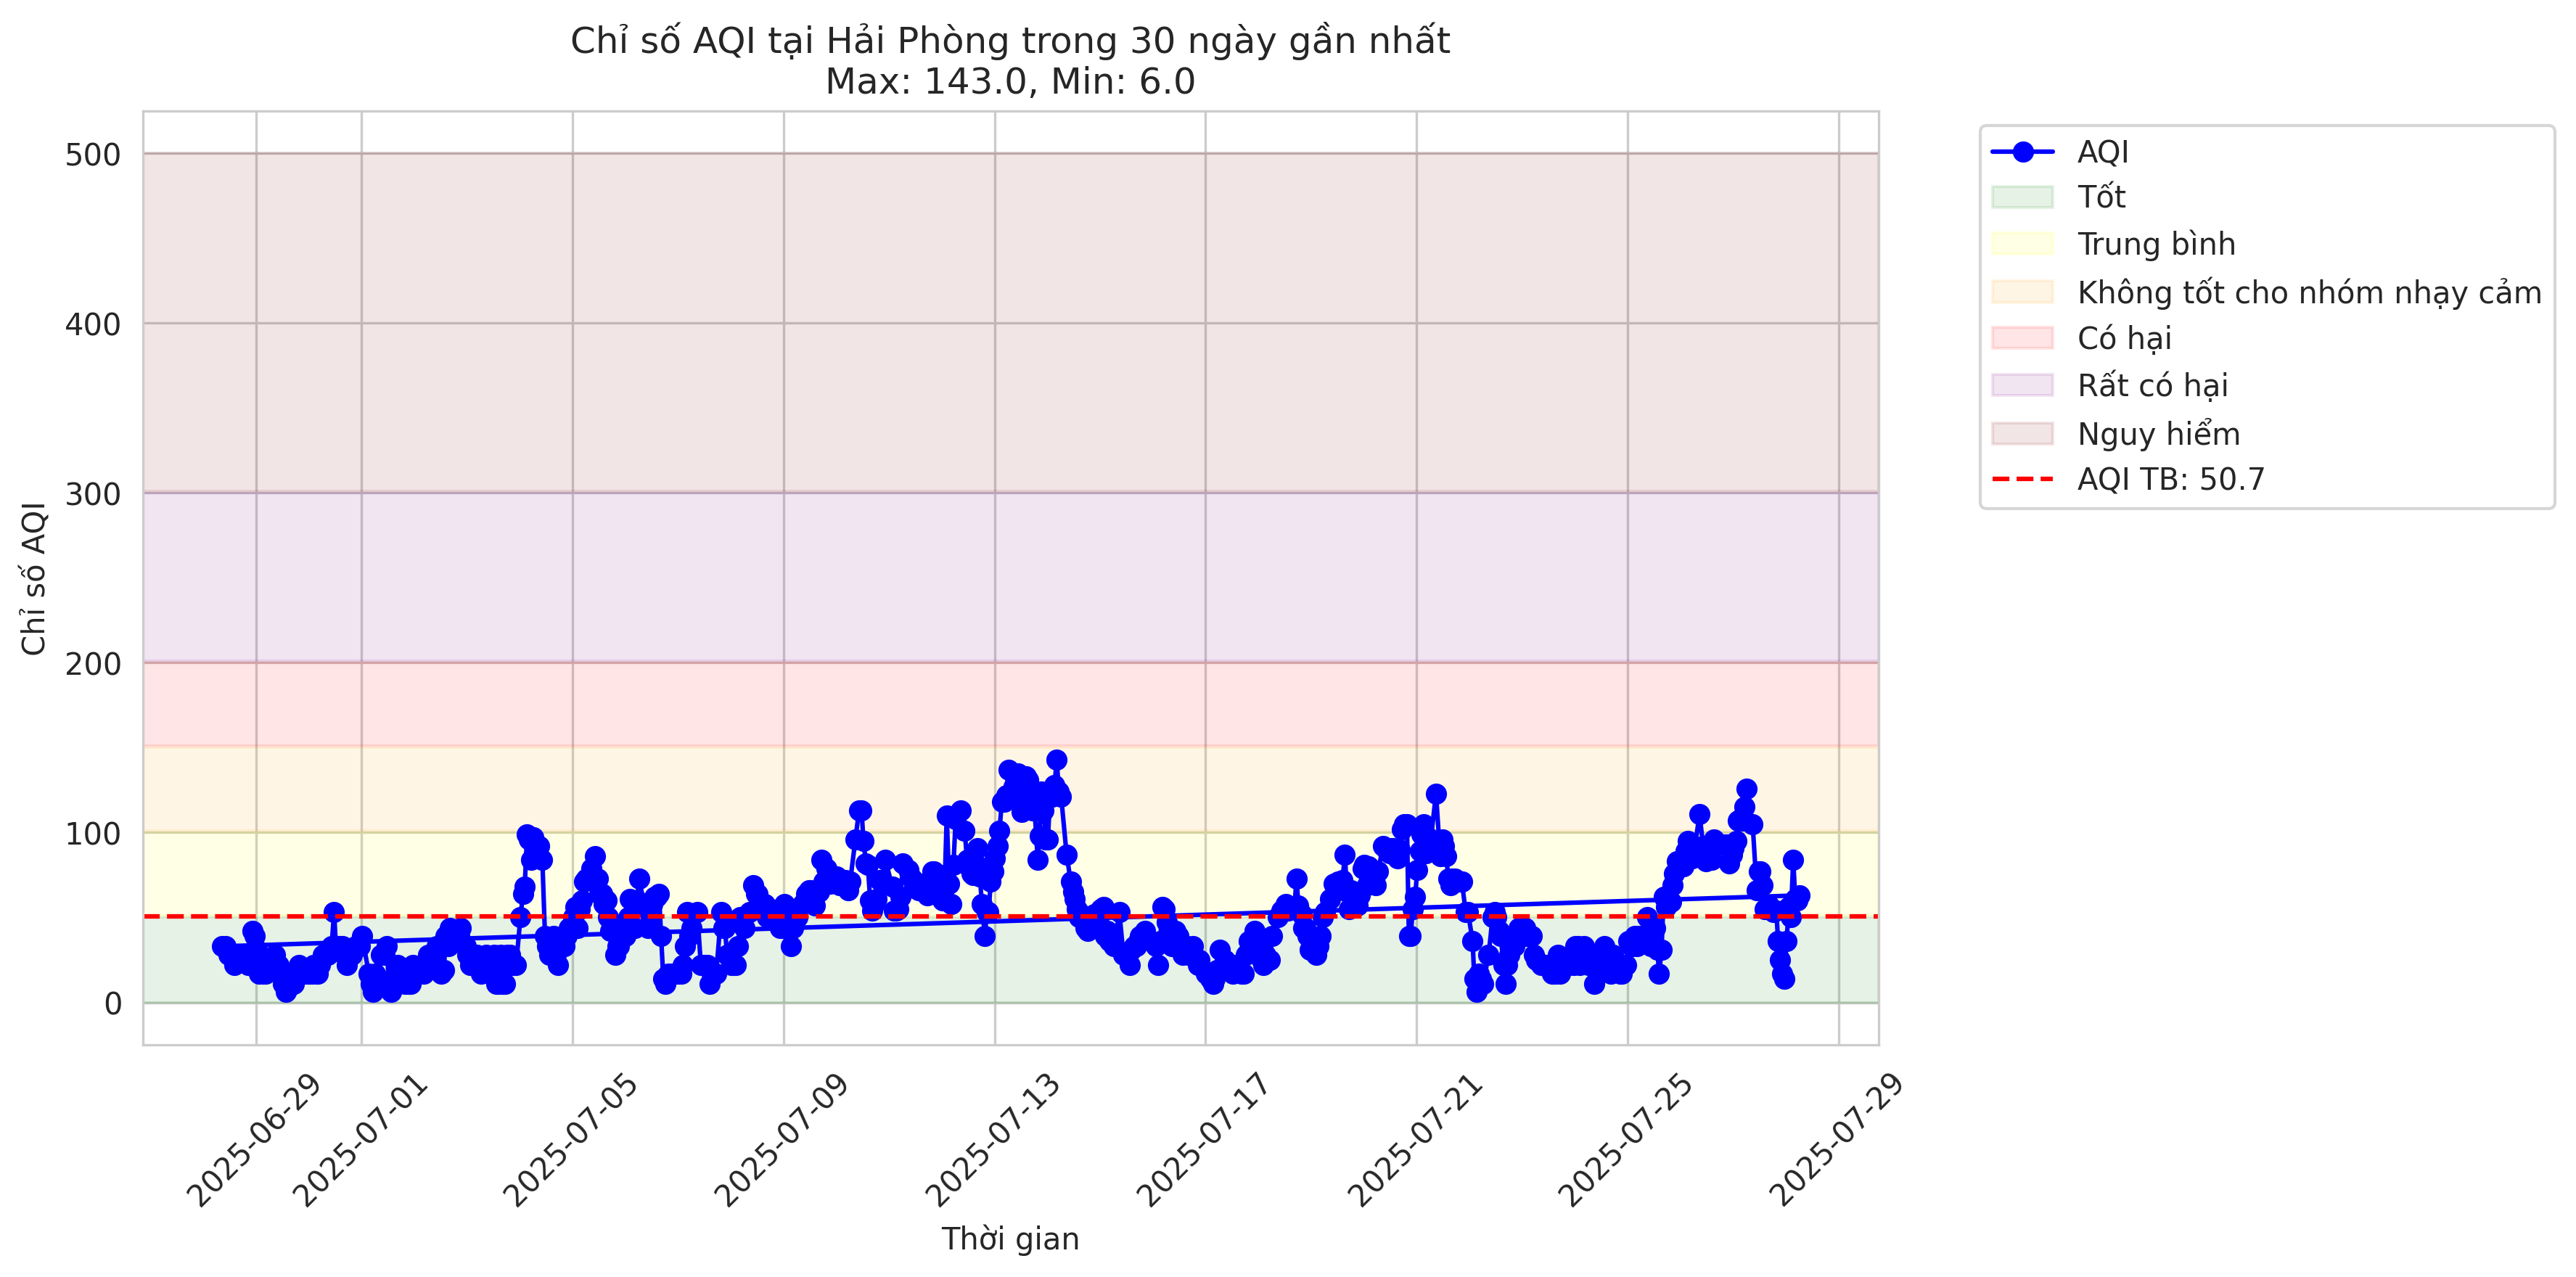 Chỉ số AQI tại Hải Phòng trong 30 ngày gần nhất
Max: 143.0, Min: 6.0
Chỉ số AQI
500
400
300
200
100
0
2025-06-29
2025-07-01
2025-07-05
2025-07-09
2025-07-13
2025-07-17
2025-07-21
2025-07-25
2025-07-29
Thời gian
AQI
Tốt
Trung bình
Không tốt cho nhóm nhạy cảm
Có hại
Rất có hại
Nguy hiểm
AQI TB: 50.7